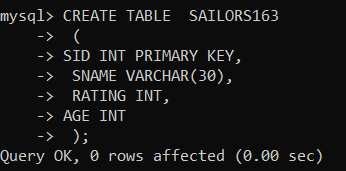 mysql> CREATE TABLE  SAILORS163
    -> (
    -> SID INT PRIMARY KEY,
    ->  SNAME VARCHAR(30),
    ->  RATING INT,
    -> AGE INT
    ->  );
Query OK, 0 rows affected (0.00 sec)